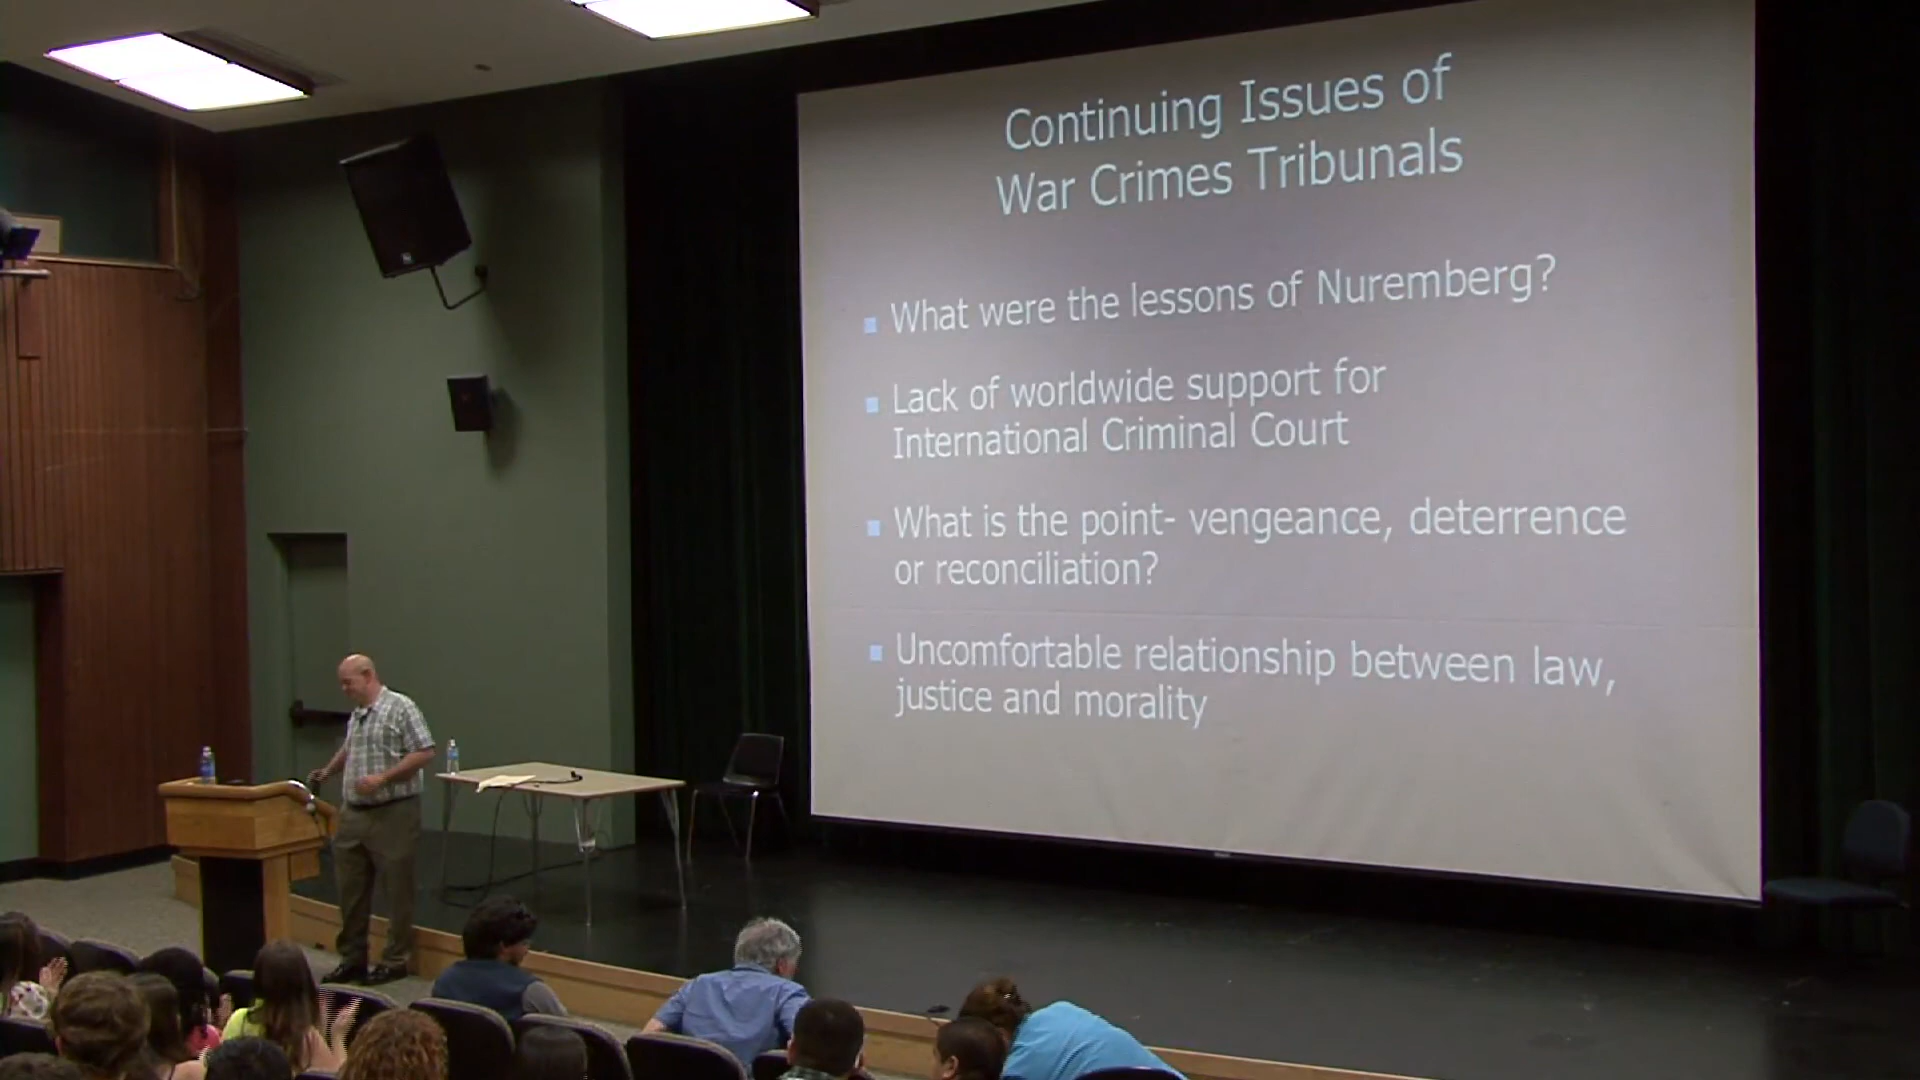 Continuing Issues of
War Crimes Tribunals
What were the lessons of Nuremberg?
Lack of worldwide support for
International Criminal Court
What is the point- vengeance, deterrence
or reconciliation?
Uncomfortable relationship between law,
justice and morality